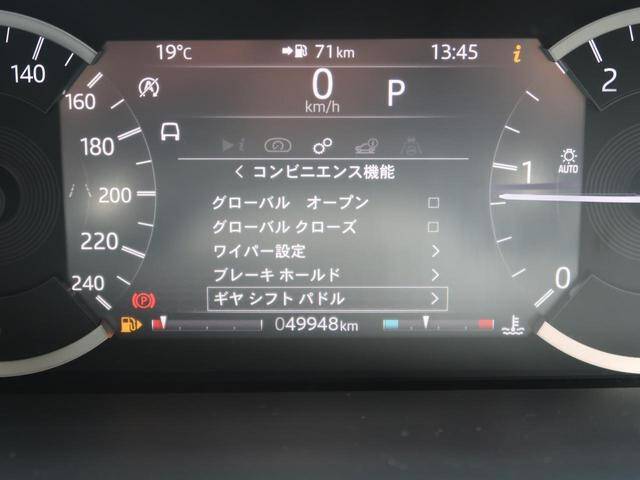 19°C 71 km 13:45 i
140
160
180
200
220
240
0
km/h
P
i
< コンビニエンス機能
グローバル オープン
グローバル クローズ
ワイパー設定 >
ブレーキ ホールド >
ギヤ シフト パドル >
2
1
0
AUTO
A
P
049948km